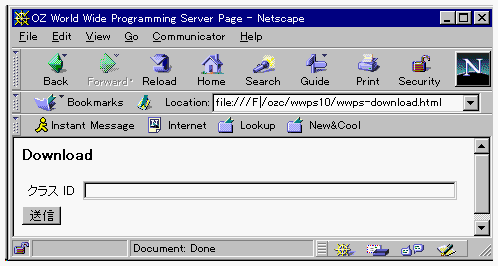 OZ World Wide Programming Server Page - Netscape
File Edit View Go Communicator Help
Back Forward Reload Home Search Guide Print Security N
Bookmarks Location: file:///F|/ozc/wwps10/wwps-download.html
Instant Message Internet Lookup New&Cool
Download
クラス ID
送信
Document: Done